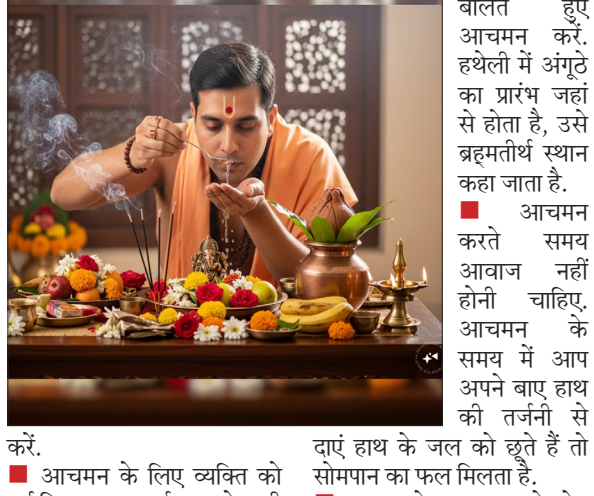 करें.
■ आचमन के लिए व्यक्ति को
बोलते हुए
आचमन करें.
हथेली में अंगूठे
का प्रारंभ जहां
से होता है, उसे
ब्रह्मतीर्थ स्थान
कहा जाता है.
■ आचमन
करते समय
आवाज नहीं
होनी चाहिए.
आचमन के
समय में आप
अपने बाए हाथ
की तर्जनी से
दाएं हाथ के जल को छूते हैं तो
सोमपान का फल मिलता है.